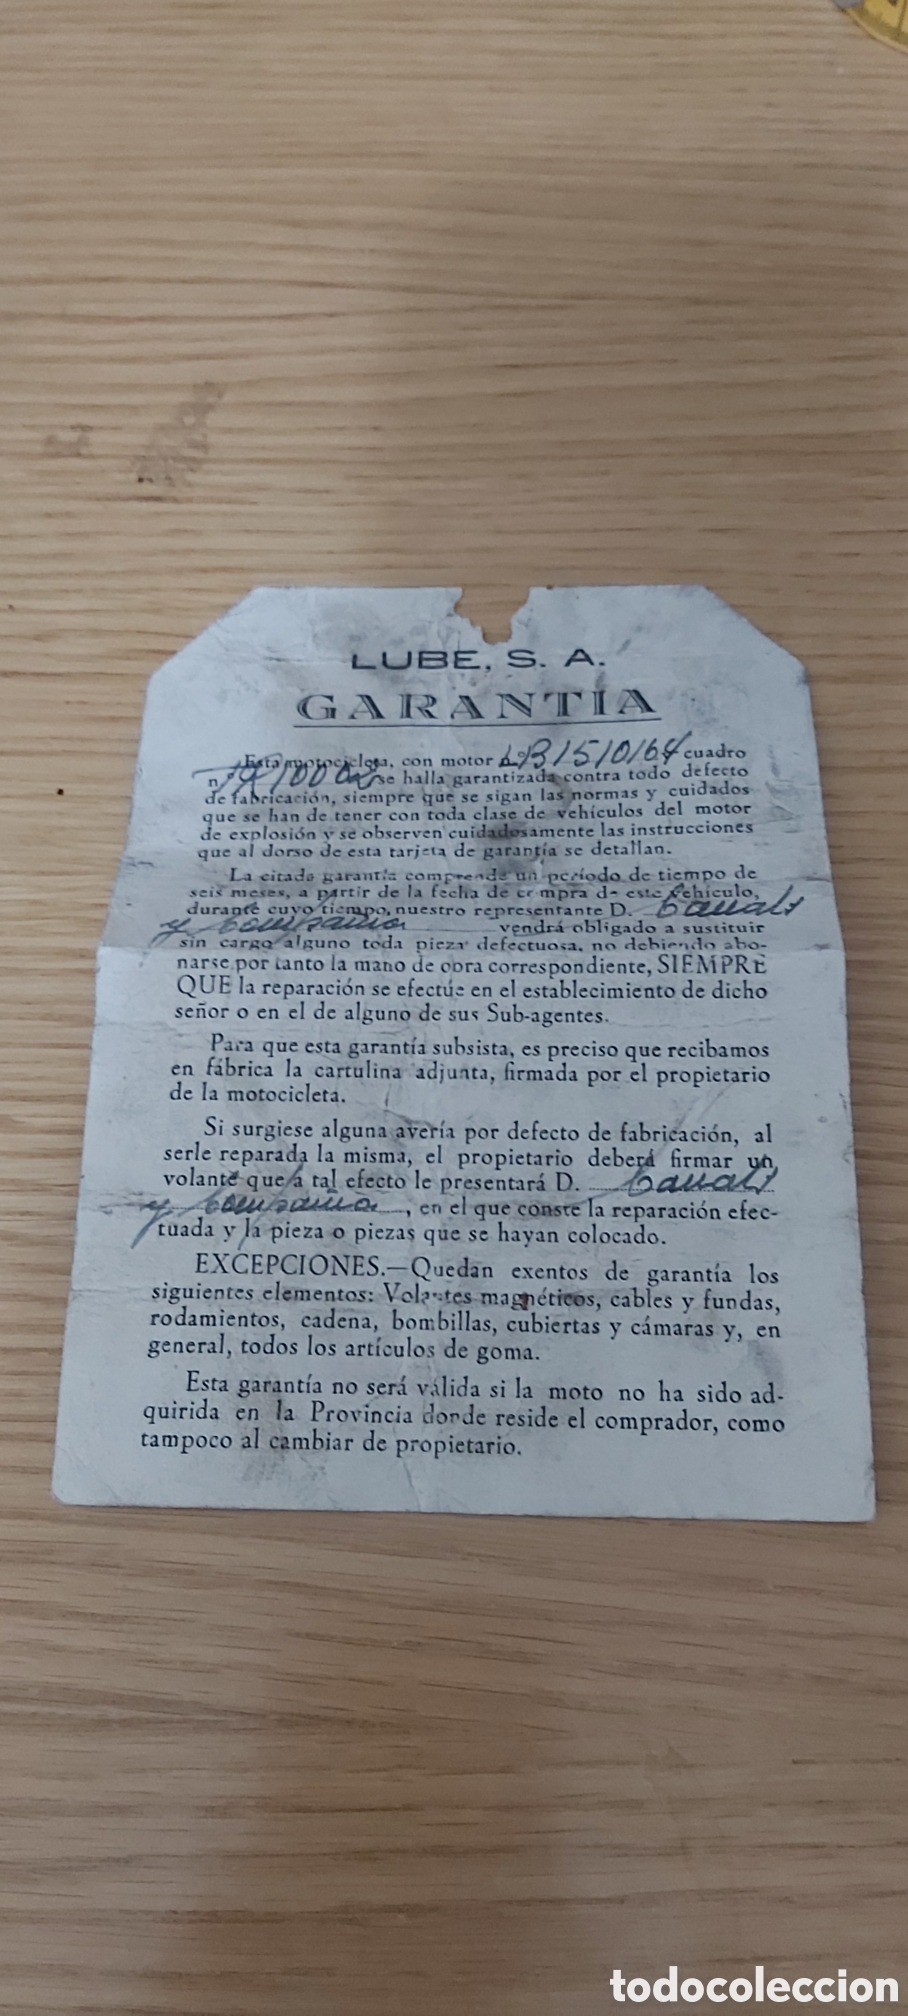 LUBE, S. A.
GARANTIA
Esta motocicleta, con motor LB1510164 cuadro
n.º se halla garantizada contra todo defecto
de fabricación, siempre que se sigan las normas y cuidados
que se han de tener con toda clase de vehículos del motor
de explosión y se observen cuidadosamente las instrucciones
que al dorso de esta tarjeta de garantía se detallan.
La citada garantía comprende un período de tiempo de
seis meses, a partir de la fecha de compra de este vehículo,
durante cuyo tiempo, nuestro representante D. Canals
y Compañía vendrá obligado a sustituir
sin cargo alguno toda pieza defectuosa, no debiendo abo-
narse por tanto la mano de obra correspondiente, SIEMPRE
QUE la reparación se efectúe en el establecimiento de dicho
señor o en el de alguno de sus Sub-agentes.
Para que esta garantía subsista, es preciso que recibamos
en fábrica la cartulina adjunta, firmada por el propietario
de la motocicleta.
Si surgiese alguna avería por defecto de fabricación, al
serle reparada la misma, el propietario deberá firmar un
volante que a tal efecto le presentará D. Canals
y Compañía, en el que conste la reparación efec-
tuada y la pieza o piezas que se hayan colocado.
EXCEPCIONES.—Quedan exentos de garantía los
siguientes elementos: Volantes magnéticos, cables y fundas,
rodamientos, cadena, bombillas, cubiertas y cámaras y, en
general, todos los artículos de goma.
Esta garantía no será válida si la moto no ha sido ad-
quirida en la Provincia donde reside el comprador, como
tampoco al cambiar de propietario.
todocoleccion